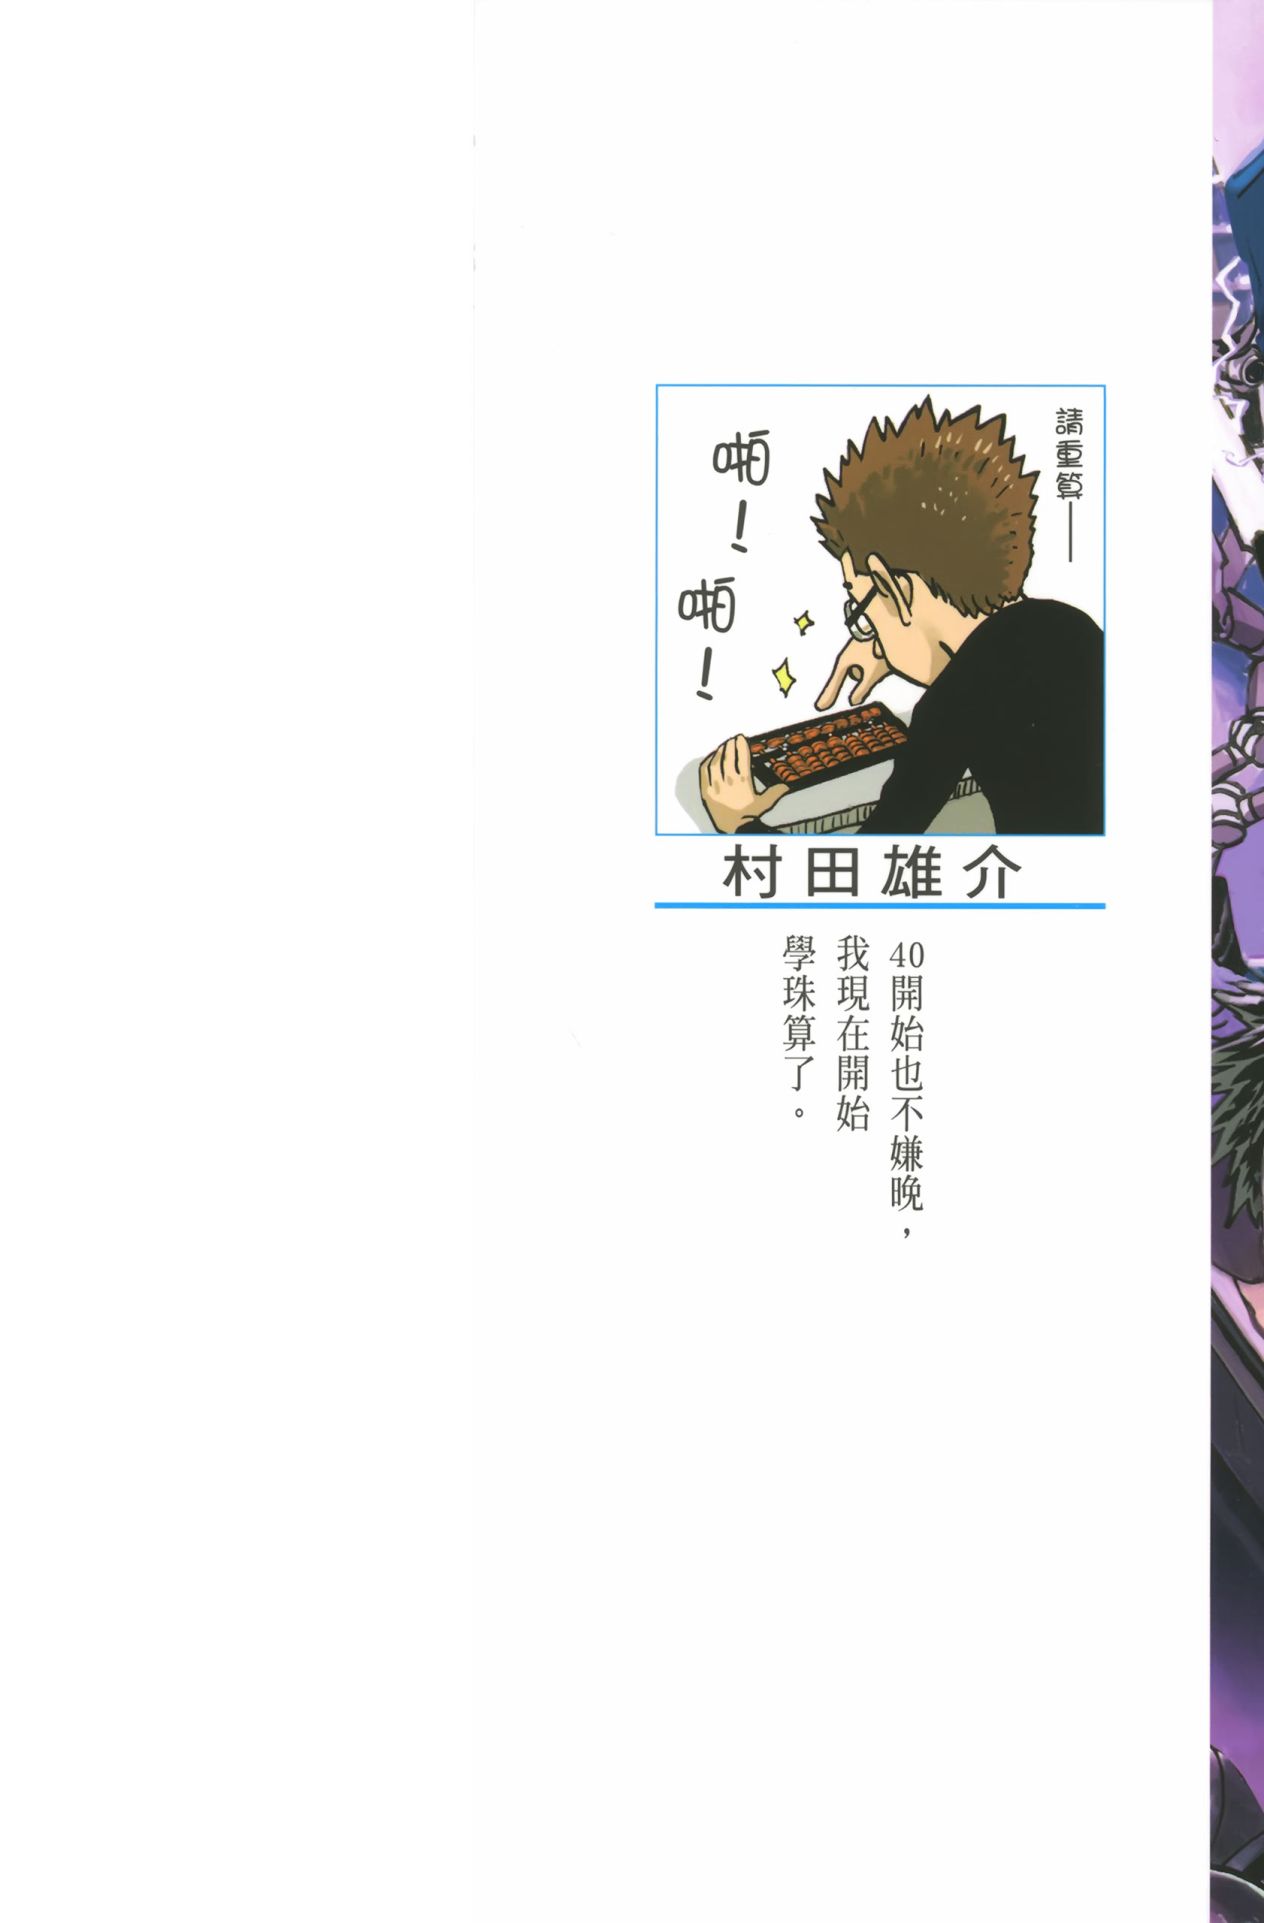 請重算——
啪！
啪！
村田雄介
40開始也不嫌晚，
我現在開始
學珠算了。